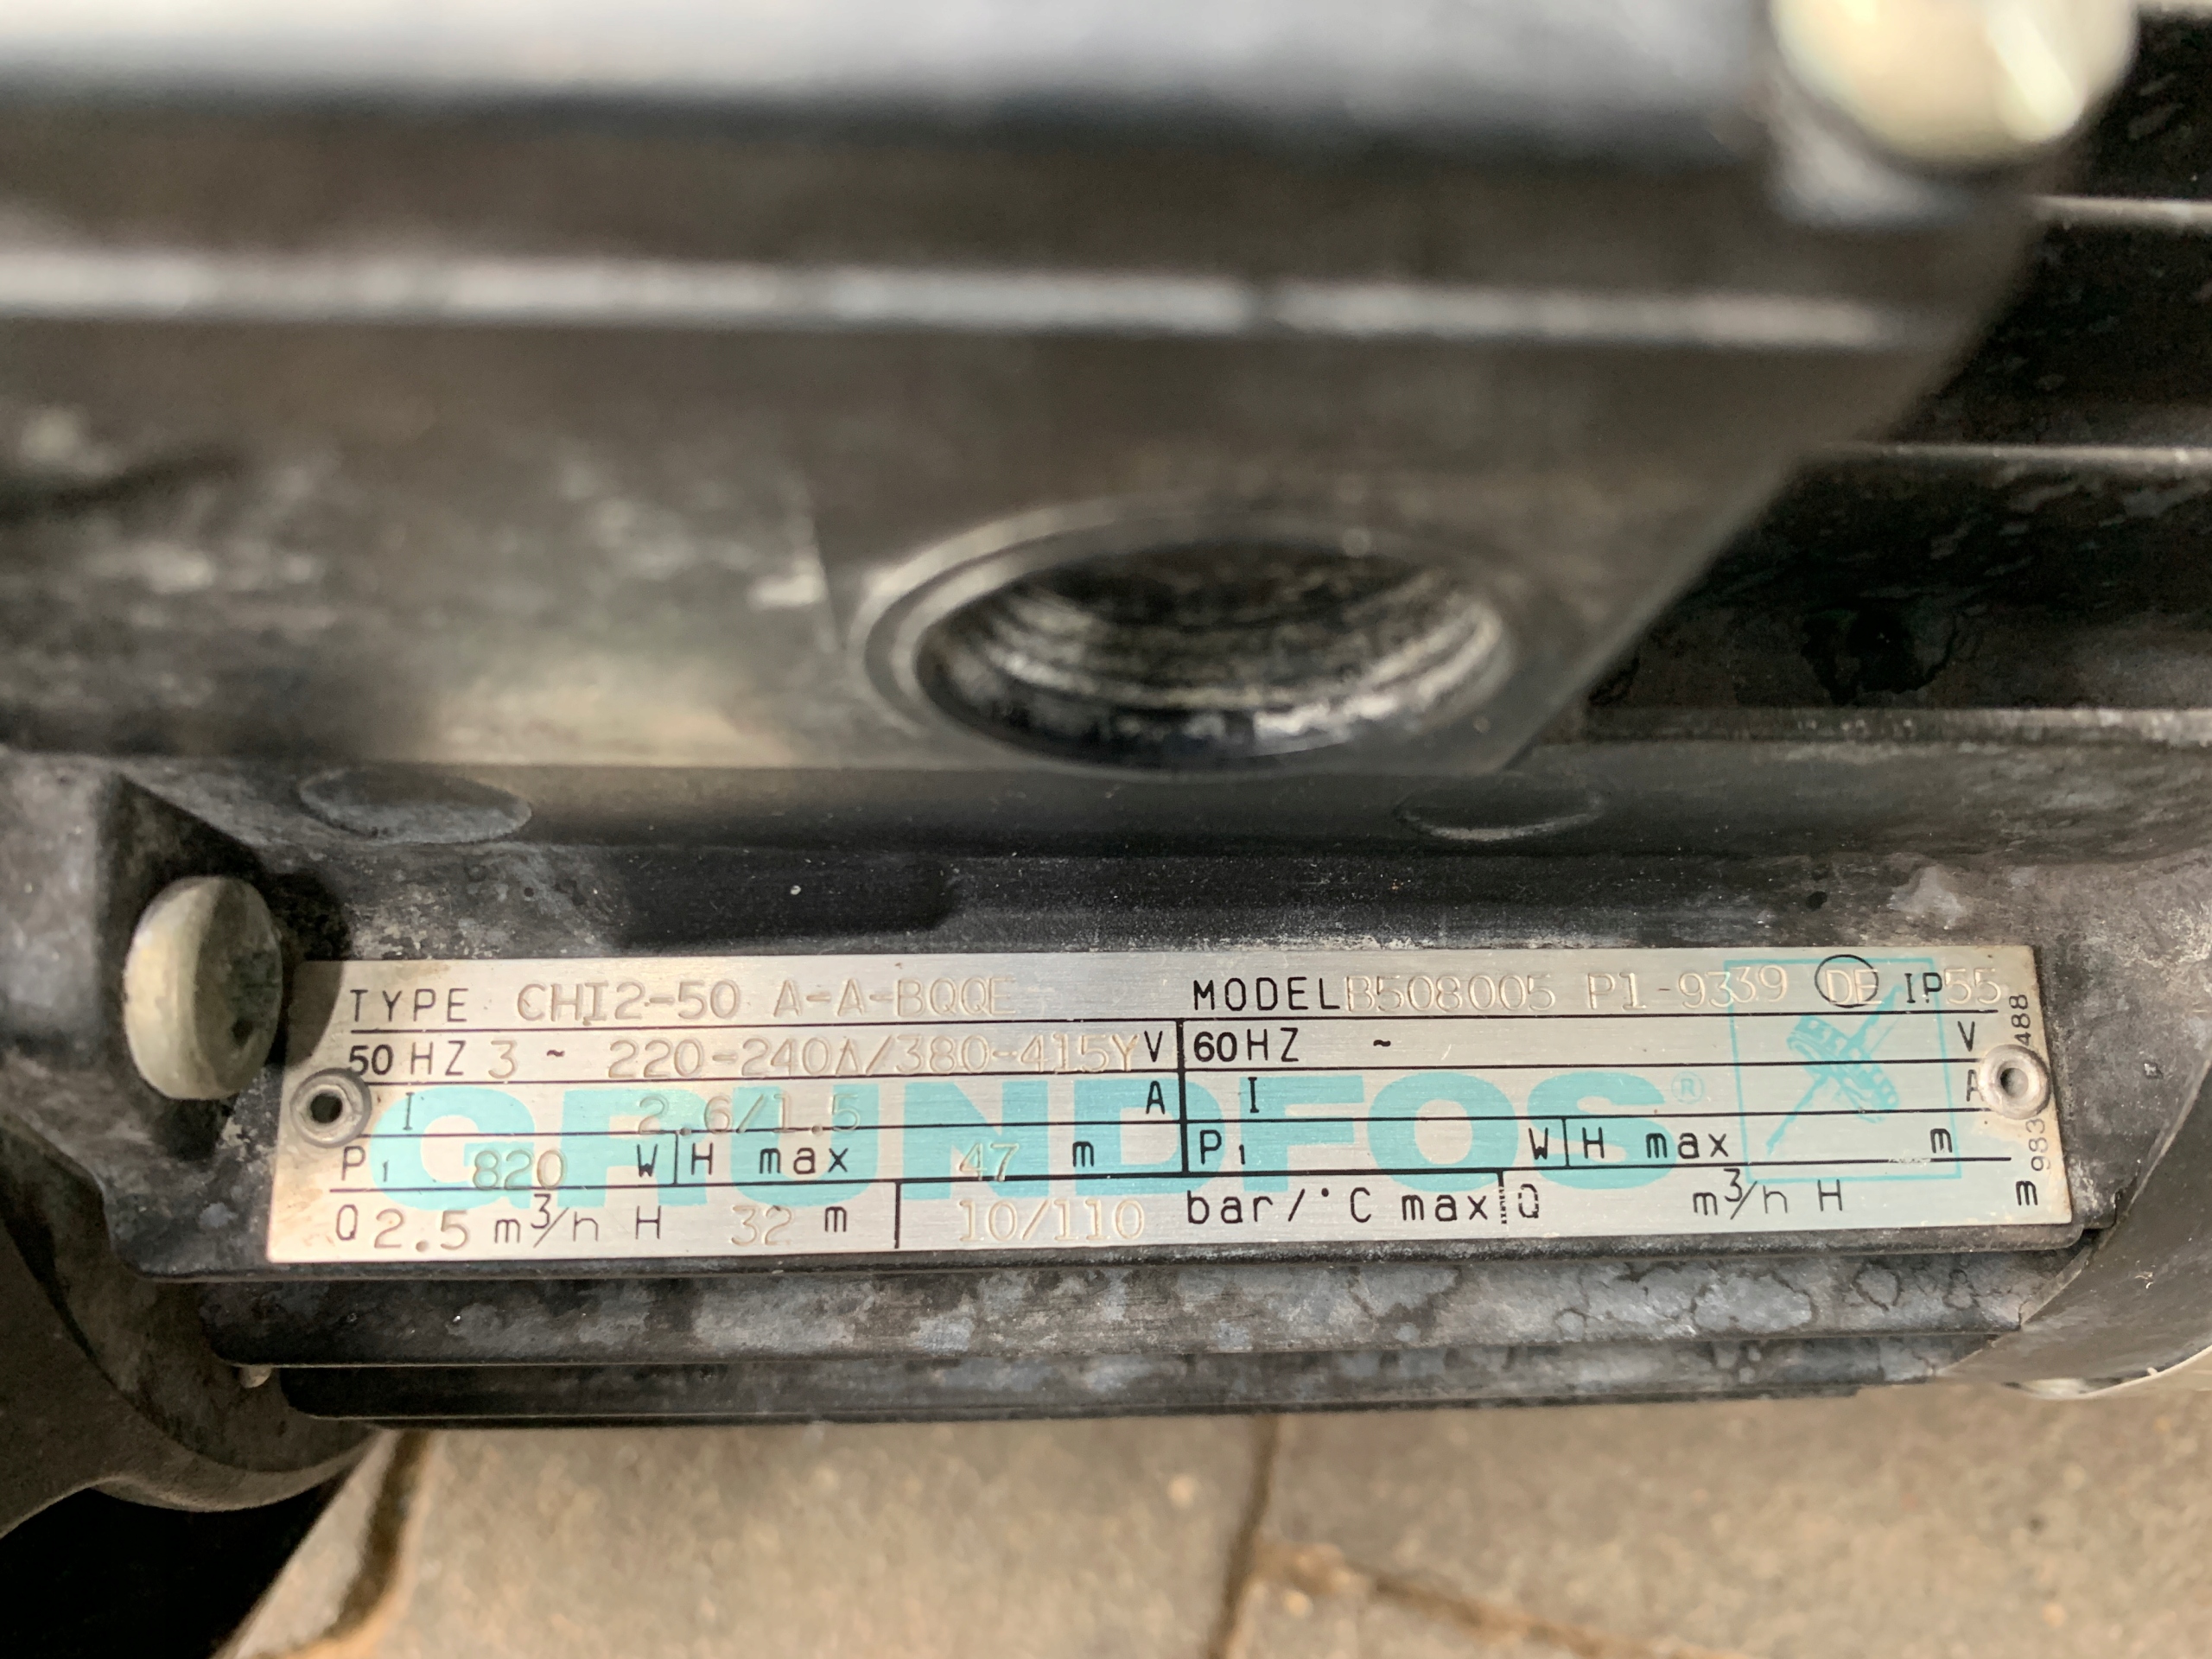 TYPE CHI2-50 A-A-BQQE MODEL B508005 P1-9339 DE IP 55
50 HZ 3 ~ 220-240Δ/380-415Y V 60 HZ ~ V
GRUNDFOS®
I 2.6/1.5 A I A
P1 820 W H max 47 m P1 W H max m
Q 2.5 m³/h H 32 m 10/110 bar/°C max Q m³/h H m